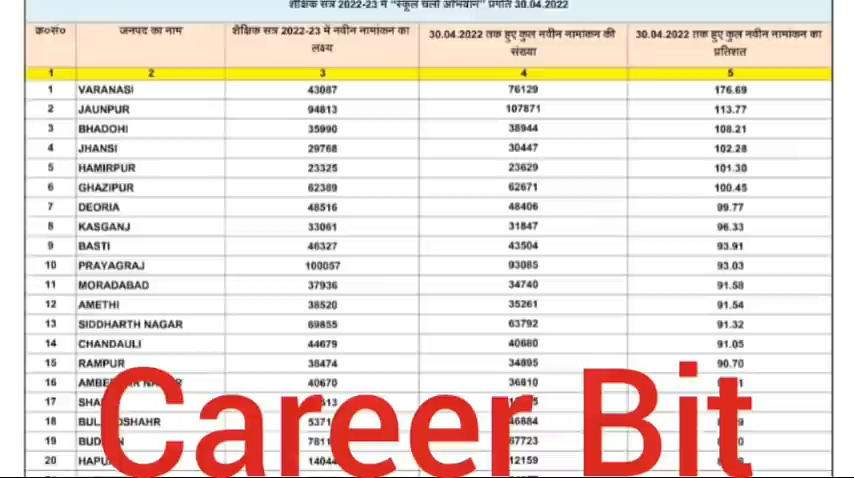 शैक्षिक सत्र 2022-23 में "स्कूल चलो अभियान" प्रगति 30.04.2022
क्र०सं० जनपद का नाम शैक्षिक सत्र 2022-23 में नवीन नामांकन का लक्ष्य 30.04.2022 तक हुए कुल नवीन नामांकन की संख्या 30.04.2022 तक हुए कुल नवीन नामांकन का प्रतिशत
1 2 3 4 5
1 VARANASI 43087 76129 176.69
2 JAUNPUR 94813 107871 113.77
3 BHADOHI 35990 38944 108.21
4 JHANSI 29768 30447 102.28
5 HAMIRPUR 23325 23629 101.30
6 GHAZIPUR 62389 62671 100.45
7 DEORIA 48516 48406 99.77
8 KASGANJ 33061 31847 96.33
9 BASTI 46327 43504 93.91
10 PRAYAGRAJ 100057 93085 93.03
11 MORADABAD 37936 34740 91.58
12 AMETHI 38520 35261 91.54
13 SIDDHARTH NAGAR 69855 63792 91.32
14 CHANDAULI 44679 40680 91.05
15 RAMPUR 38474 34895 90.70
16 40670 36610
17
18 46884
19 67723
20 14044 12159
Career Bit